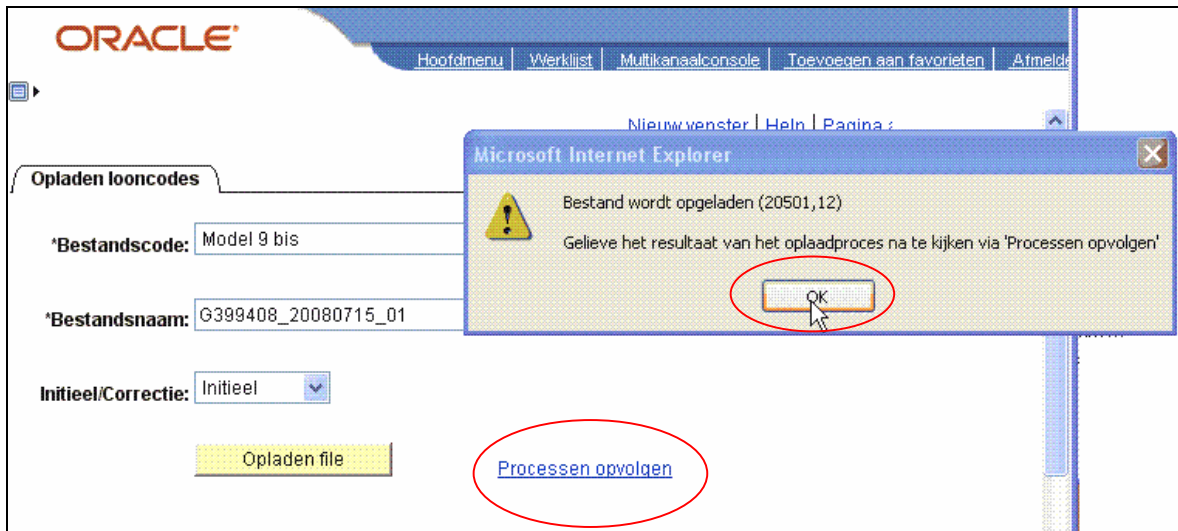 ORACLE
Hoofdmenu | Werklijst | Multikanaalconsole | Toevoegen aan favorieten | Afmelde
Nieuw venster | Help | Pagina
Microsoft Internet Explorer
Opladen looncodes
Bestand wordt opgeladen (20501,12)
*Bestandscode: Model 9 bis
Gelieve het resultaat van het oplaadproces na te kijken via 'Processen opvolgen'
OK
*Bestandsnaam: G399408_20080715_01
Initieel/Correctie: Initieel
Opladen file
Processen opvolgen